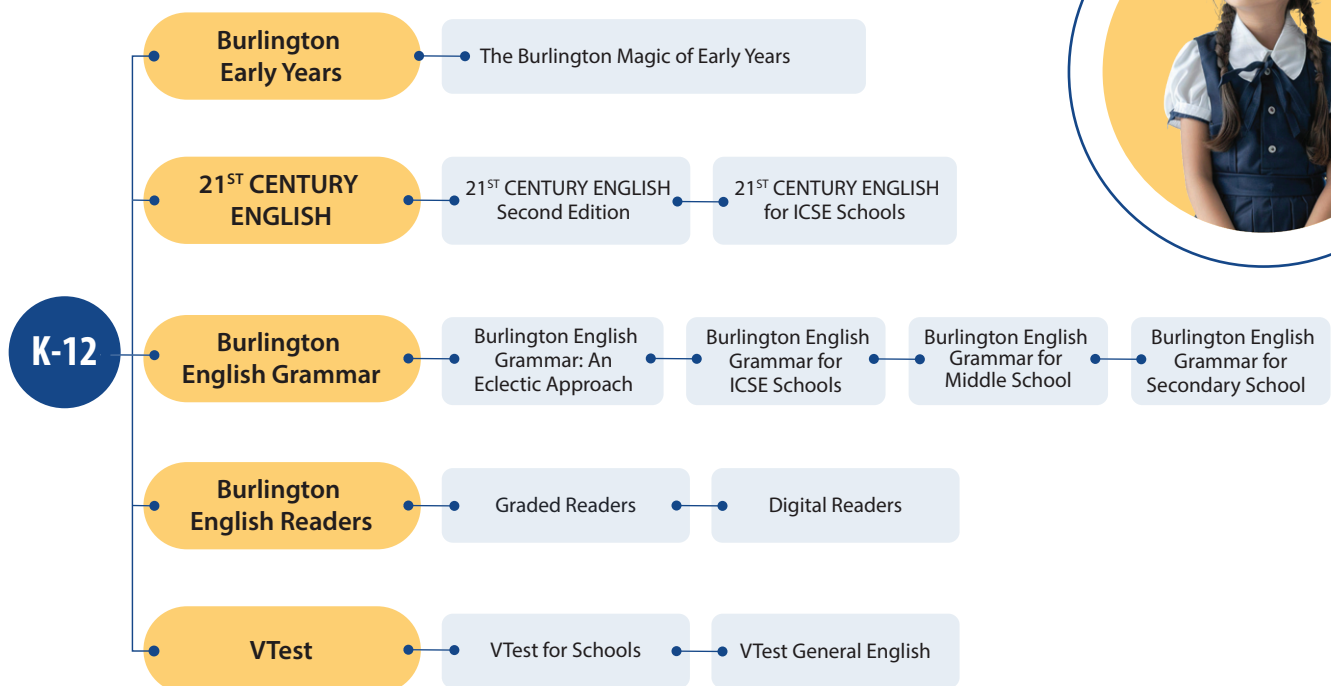 K-12
Burlington
Early Years
The Burlington Magic of Early Years
21ST CENTURY
ENGLISH
21ST CENTURY ENGLISH
Second Edition
21ST CENTURY ENGLISH
for ICSE Schools
Burlington
English Grammar
Burlington English
Grammar: An
Eclectic Approach
Burlington English
Grammar for
ICSE Schools
Burlington English
Grammar for
Middle School
Burlington English
Grammar for
Secondary School
Burlington
English Readers
Graded Readers
Digital Readers
VTest
VTest for Schools
VTest General English